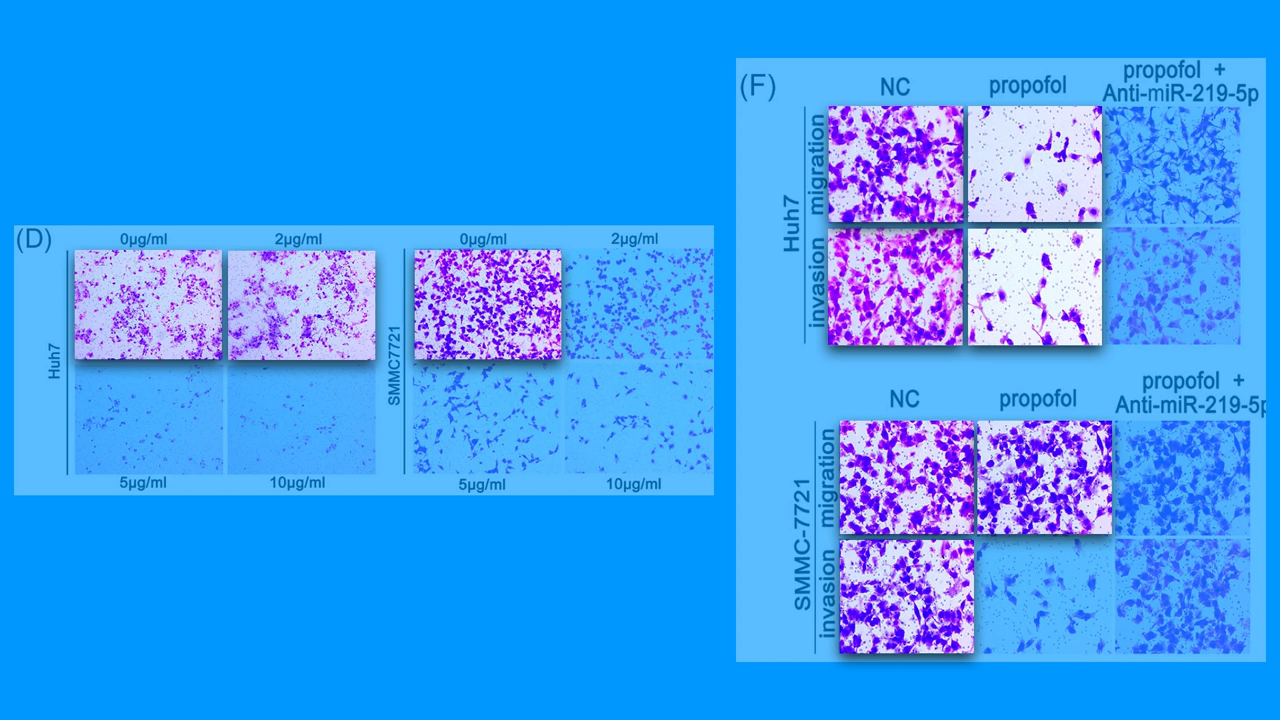 (D)
0µg/ml
2µg/ml
0µg/ml
2µg/ml
Huh7
SMMC7721
5µg/ml
10µg/ml
5µg/ml
10µg/ml
(F)
NC
propofol
propofol +
Anti-miR-219-5p
Huh7
migration
invasion
NC
propofol
propofol +
Anti-miR-219-5p
SMMC-7721
migration
invasion